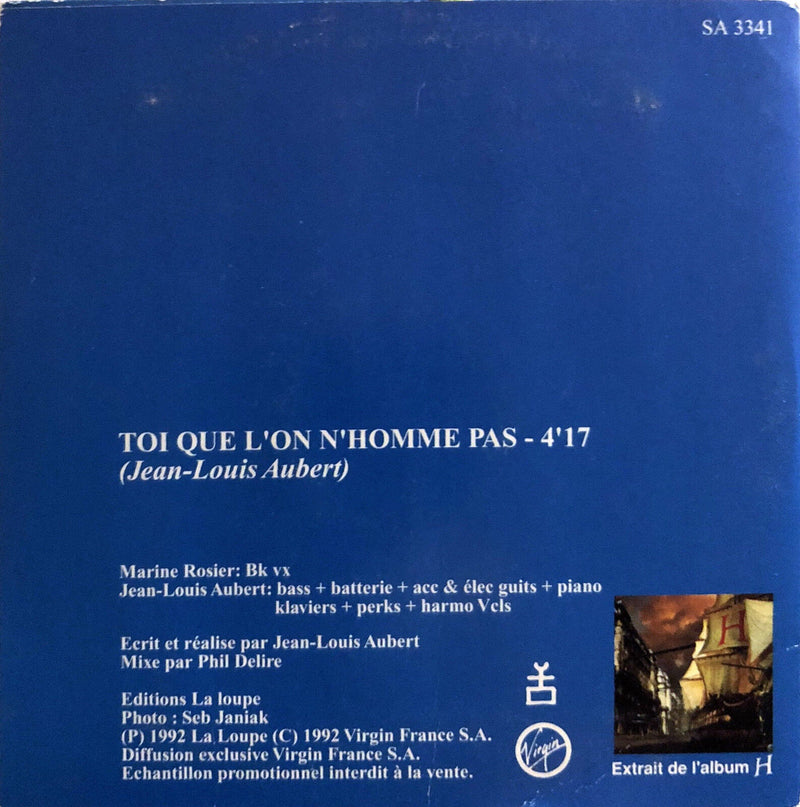 SA 3341
TOI QUE L'ON N'HOMME PAS - 4'17
(Jean-Louis Aubert)
Marine Rosier: Bk vx
Jean-Louis Aubert: bass + batterie + acc & élec guits + piano
klaviers + perks + harmo Vcls
Ecrit et réalise par Jean-Louis Aubert
Mixe par Phil Delire
Editions La loupe
Photo : Seb Janiak
(P) 1992 La Loupe (C) 1992 Virgin France S.A.
Diffusion exclusive Virgin France S.A.
Echantillon promotionnel interdit à la vente.
Virgin
H
Extrait de l'album H